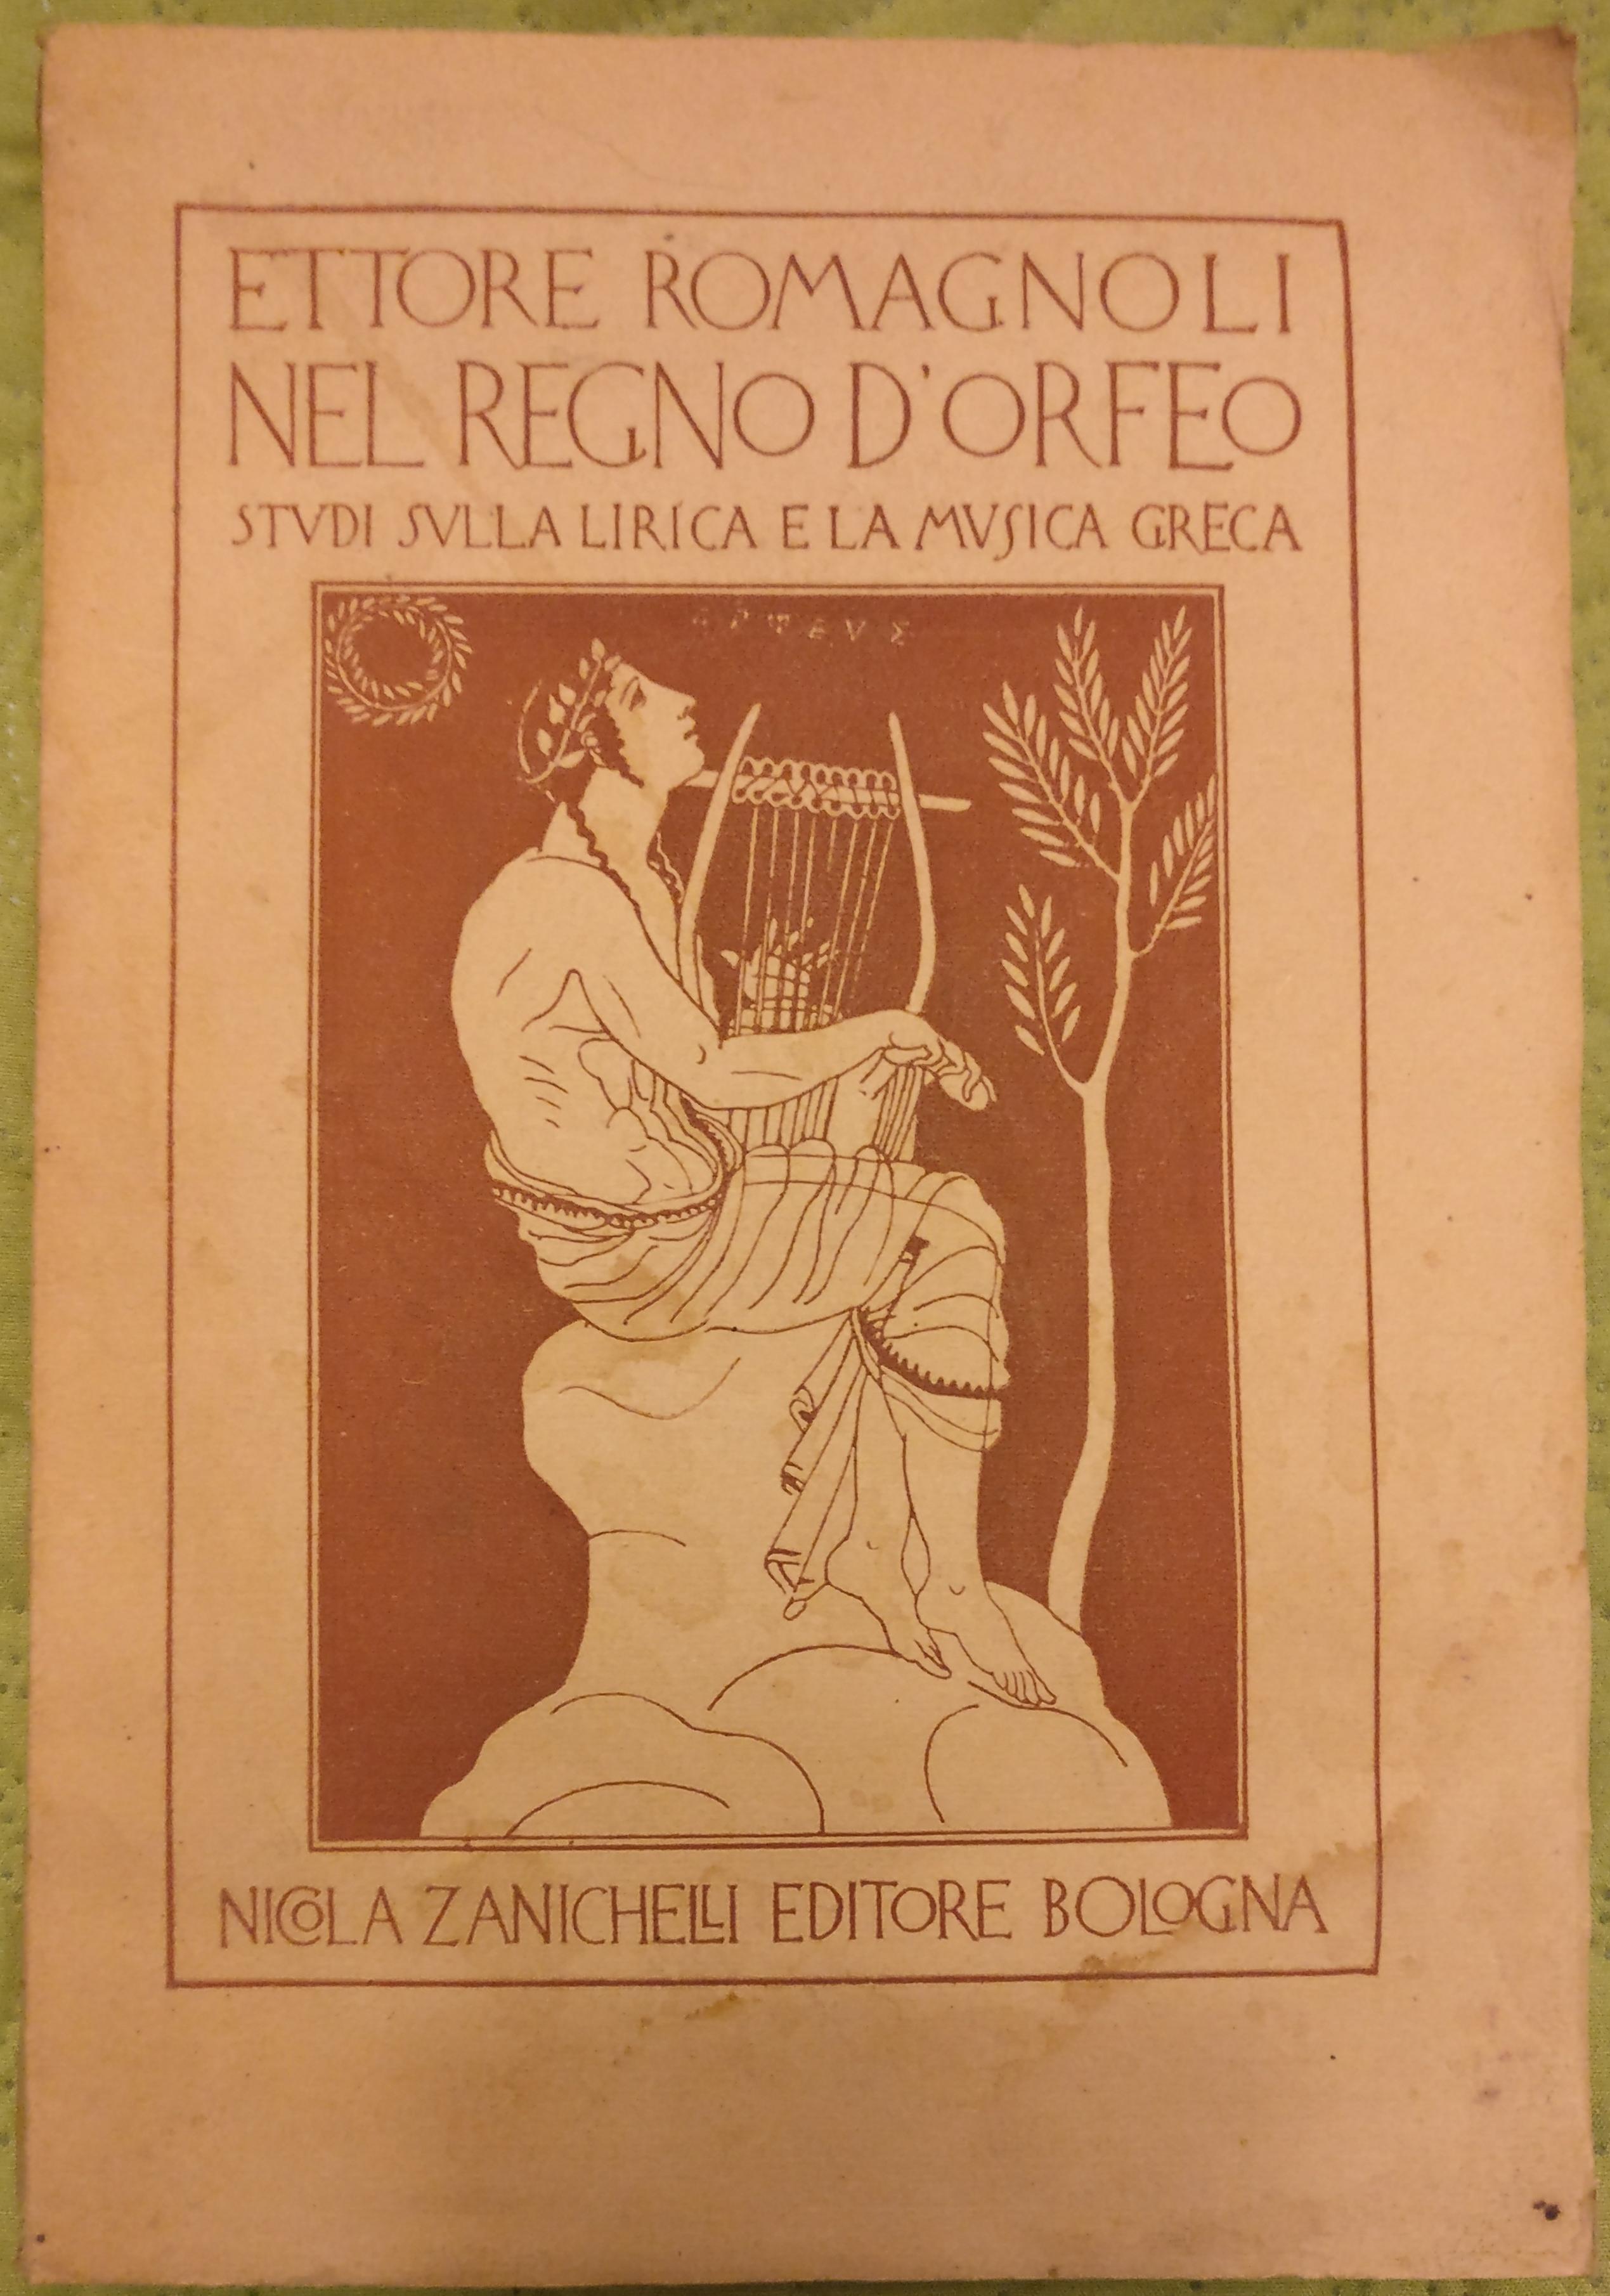 ETTORE ROMAGNOLI
NEL REGNO D'ORFEO
STVDI SVLLA LIRICA E LA MVSICA GRECA
NICOLA ZANICHELLI EDITORE BOLOGNA